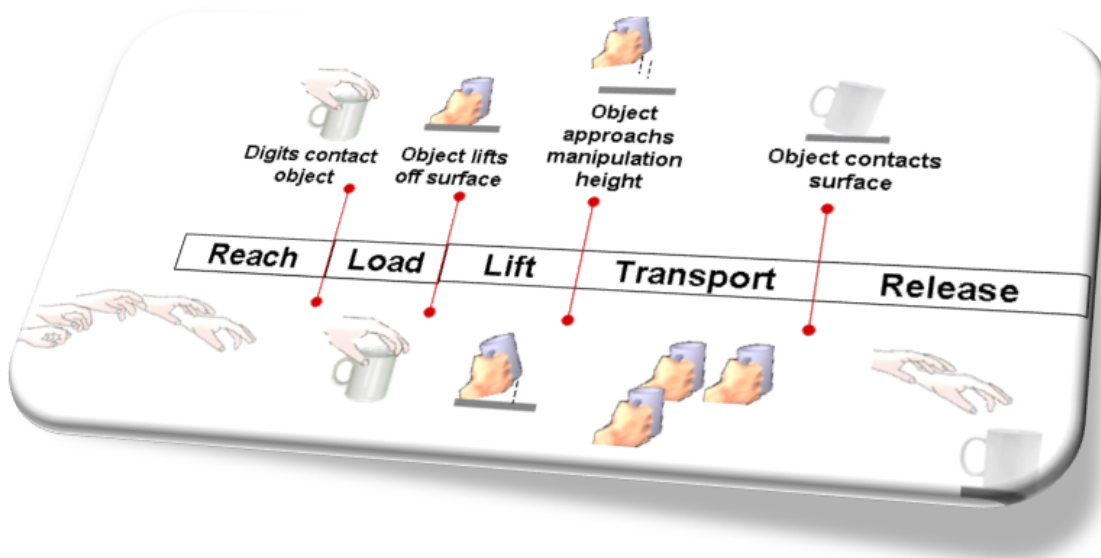 Digits contact
object
Object lifts
off surface
Object
approachs
manipulation
height
Object contacts
surface
Reach
Load
Lift
Transport
Release